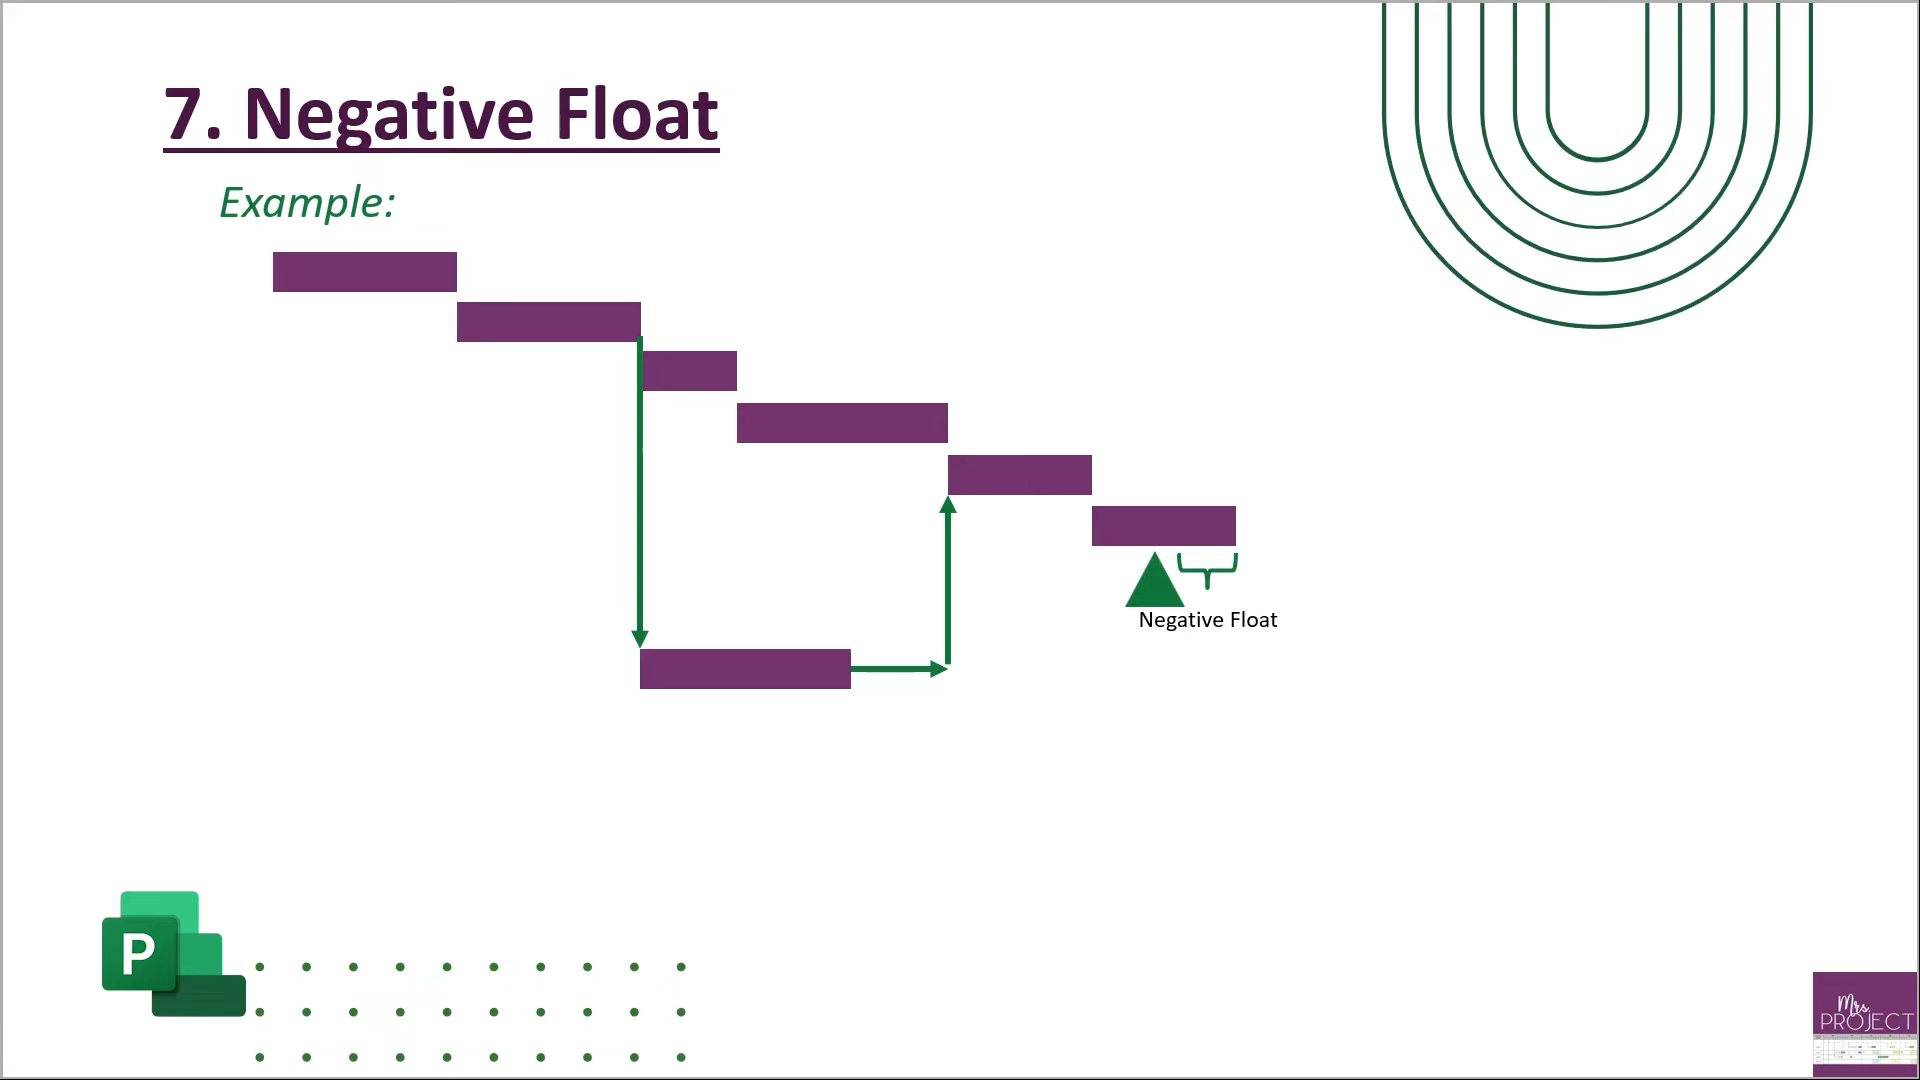 7. Negative Float
Example:
Negative Float
P
Mrs.
PROJECT